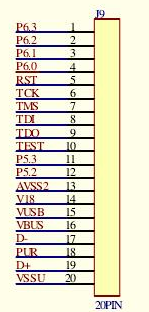 J9
P6.3 1
P6.2 2
P6.1 3
P6.0 4
RST 5
TCK 6
TMS 7
TDI 8
TDO 9
TEST 10
P5.3 11
P5.2 12
AVSS2 13
V18 14
VUSB 15
VBUS 16
D- 17
PUR 18
D+ 19
VSSU 20
20PIN